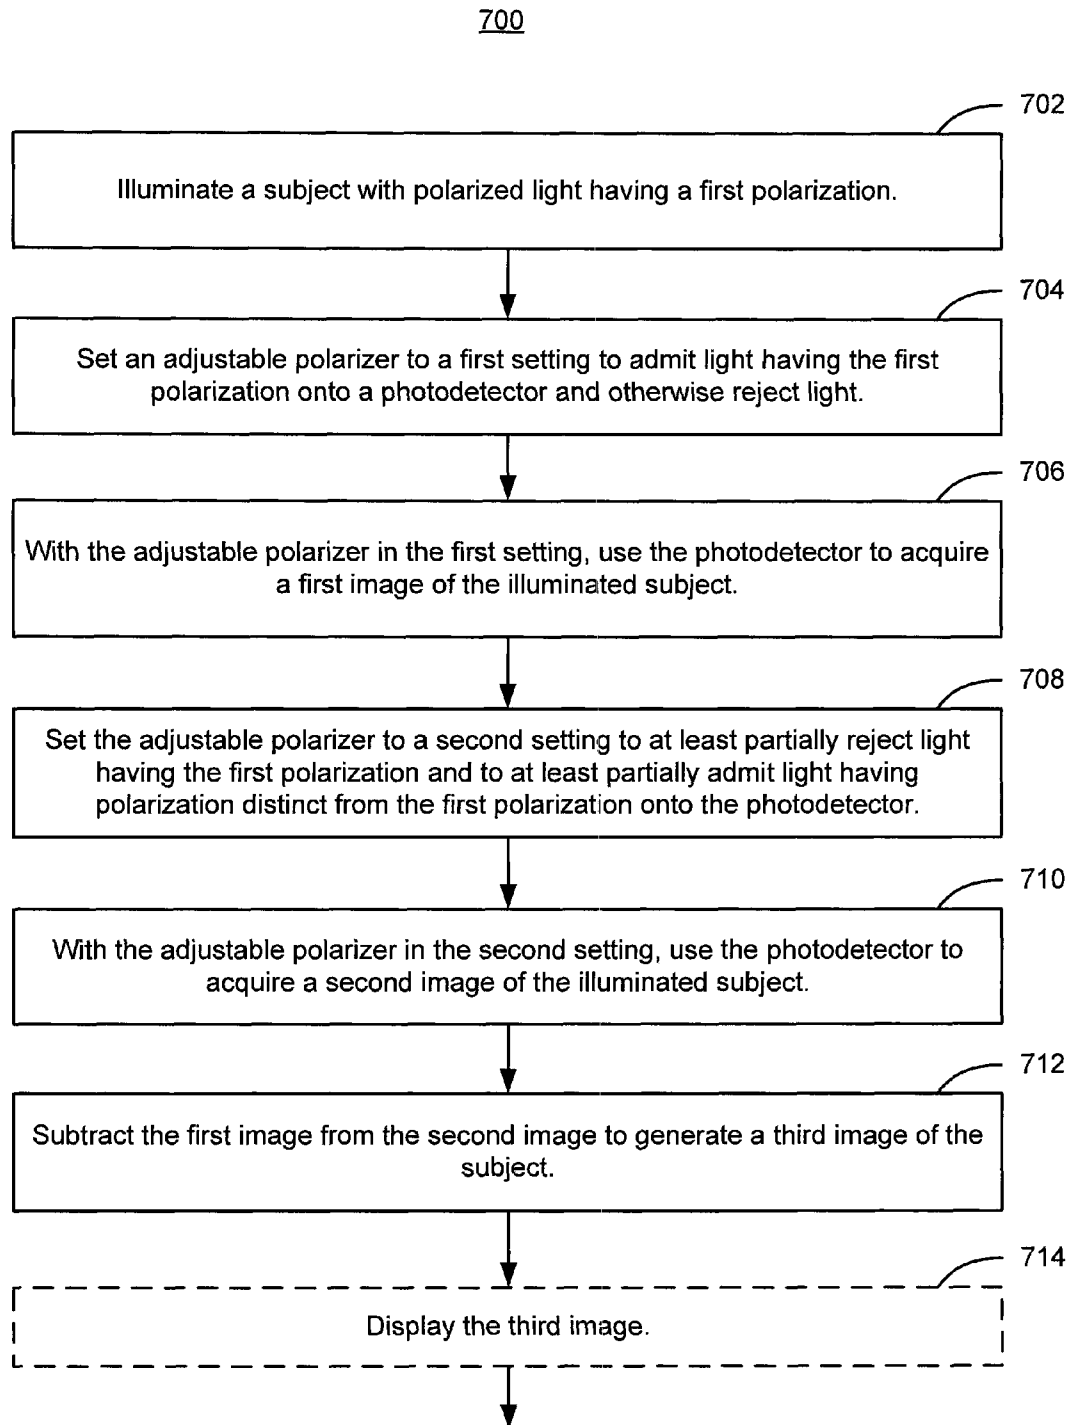 700
702
Illuminate a subject with polarized light having a first polarization.
704
Set an adjustable polarizer to a first setting to admit light having the first
polarization onto a photodetector and otherwise reject light.
706
With the adjustable polarizer in the first setting, use the photodetector to acquire
a first image of the illuminated subject.
708
Set the adjustable polarizer to a second setting to at least partially reject light
having the first polarization and to at least partially admit light having
polarization distinct from the first polarization onto the photodetector.
710
With the adjustable polarizer in the second setting, use the photodetector to
acquire a second image of the illuminated subject.
712
Subtract the first image from the second image to generate a third image of the
subject.
714
Display the third image.